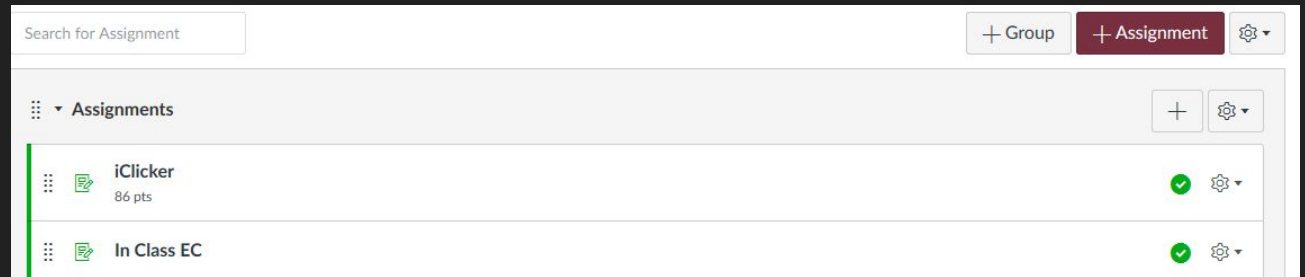 Search for Assignment
+ Group
+ Assignment
Assignments
iClicker
86 pts
In Class EC